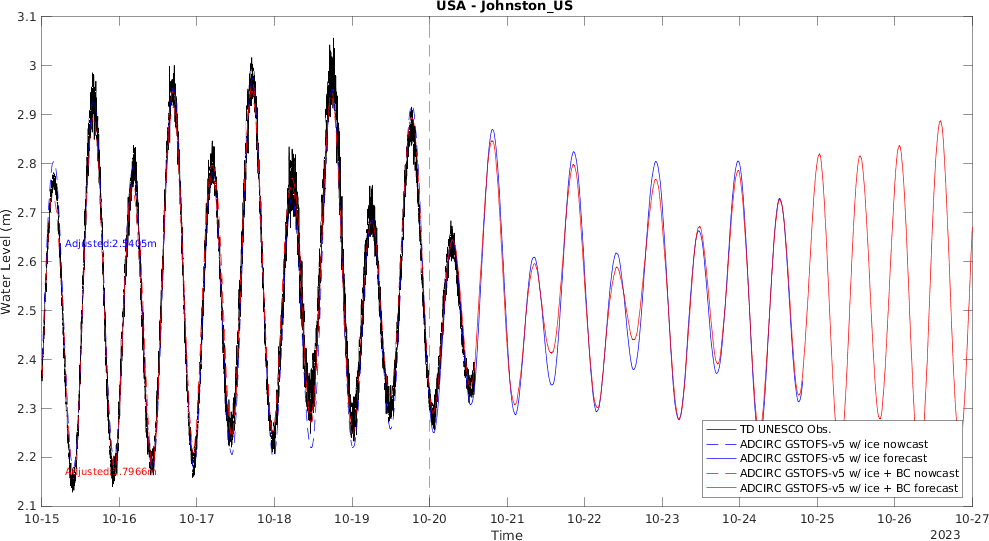 USA - Johnston_US
3.1
3
2.9
2.8
2.7
2.6
2.5
2.4
2.3
2.2
2.1
Water Level (m)
Adjusted:2.5405m
TD UNESCO Obs.
ADCIRC GSTOFS-v5 w/ ice nowcast
ADCIRC GSTOFS-v5 w/ ice forecast
ADCIRC GSTOFS-v5 w/ ice + BC nowcast
ADCIRC GSTOFS-v5 w/ ice + BC forecast
10-15
10-16
10-17
10-18
10-19
10-20
10-21
10-22
10-23
10-24
10-25
10-26
10-27
Time
2023